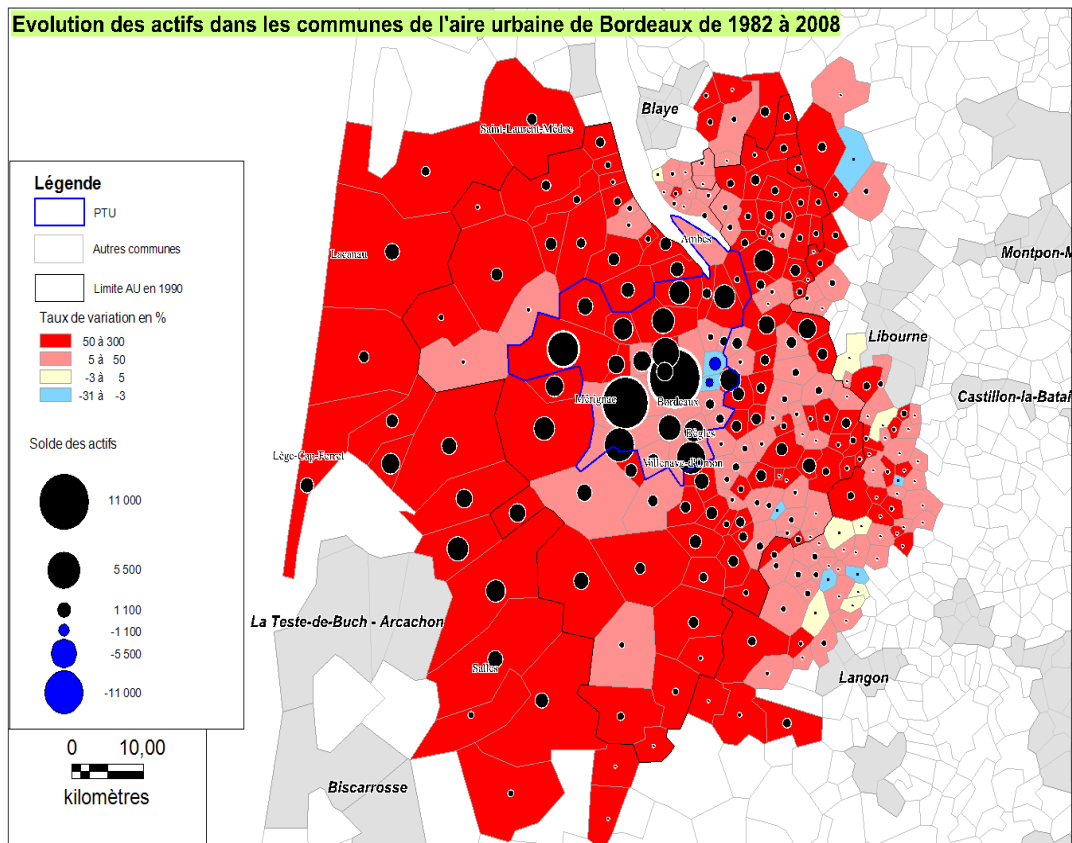 Evolution des actifs dans les communes de l'aire urbaine de Bordeaux de 1982 à 2008
Blaye
Saint-Laurent-Médoc
Légende
PTU
Autres communes
Limite AU en 1990
Taux de variation en %
50 à 300
5 à 50
-3 à 5
-31 à -3
Solde des actifs
11 000
5 500
1 100
-1 100
-5 500
-11 000
0 10,00
kilomètres
Ambès
Lacanau
Montpon-M
Libourne
Castillon-la-Batai
Mérignac
Bordeaux
Bègles
Villenave-d'Ornon
Lège-Cap-Ferret
La Teste-de-Buch - Arcachon
Salles
Langon
Biscarrosse